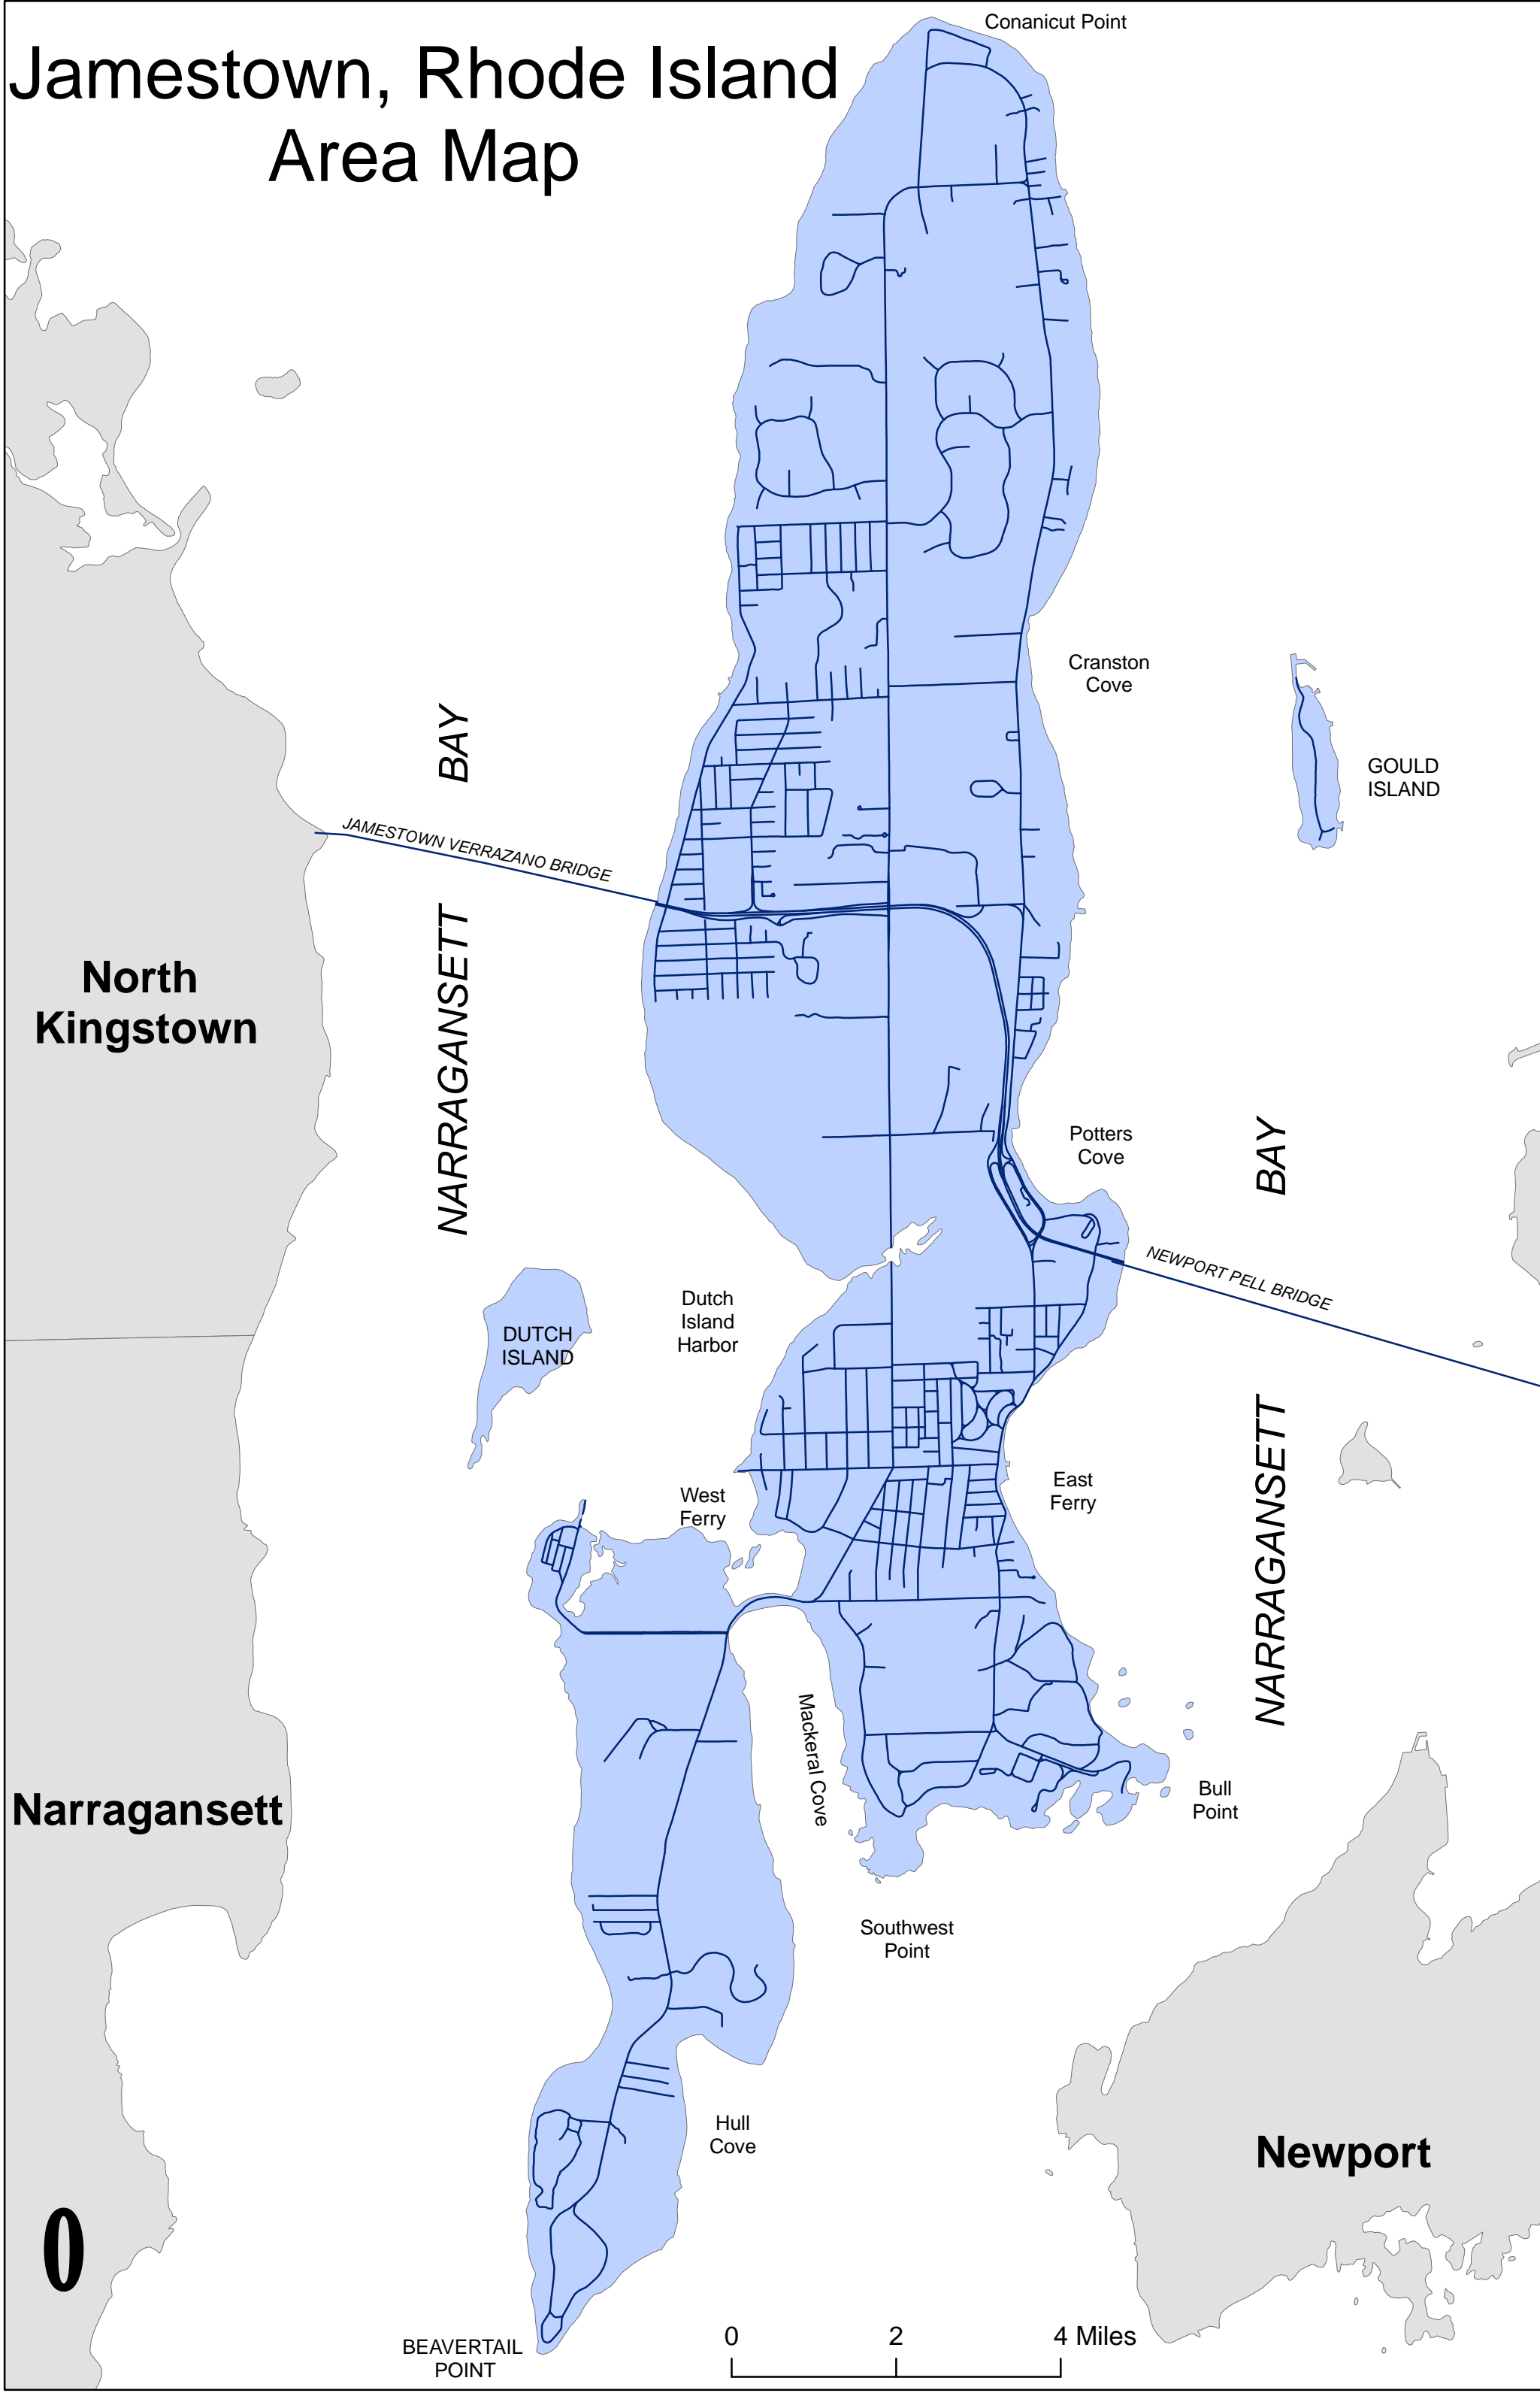 Conanicut Point
Jamestown, Rhode Island
Area Map
Cranston
Cove
GOULD
ISLAND
BAY
JAMESTOWN VERRAZANO BRIDGE
NARRAGANSETT
North
Kingstown
Potters
Cove
BAY
NEWPORT PELL BRIDGE
Dutch
Island
Harbor
DUTCH
ISLAND
NARRAGANSETT
West
Ferry
East
Ferry
Mackeral Cove
Bull
Point
Narragansett
Southwest
Point
Hull
Cove
Newport
0
BEAVERTAIL
POINT
0 2 4 Miles